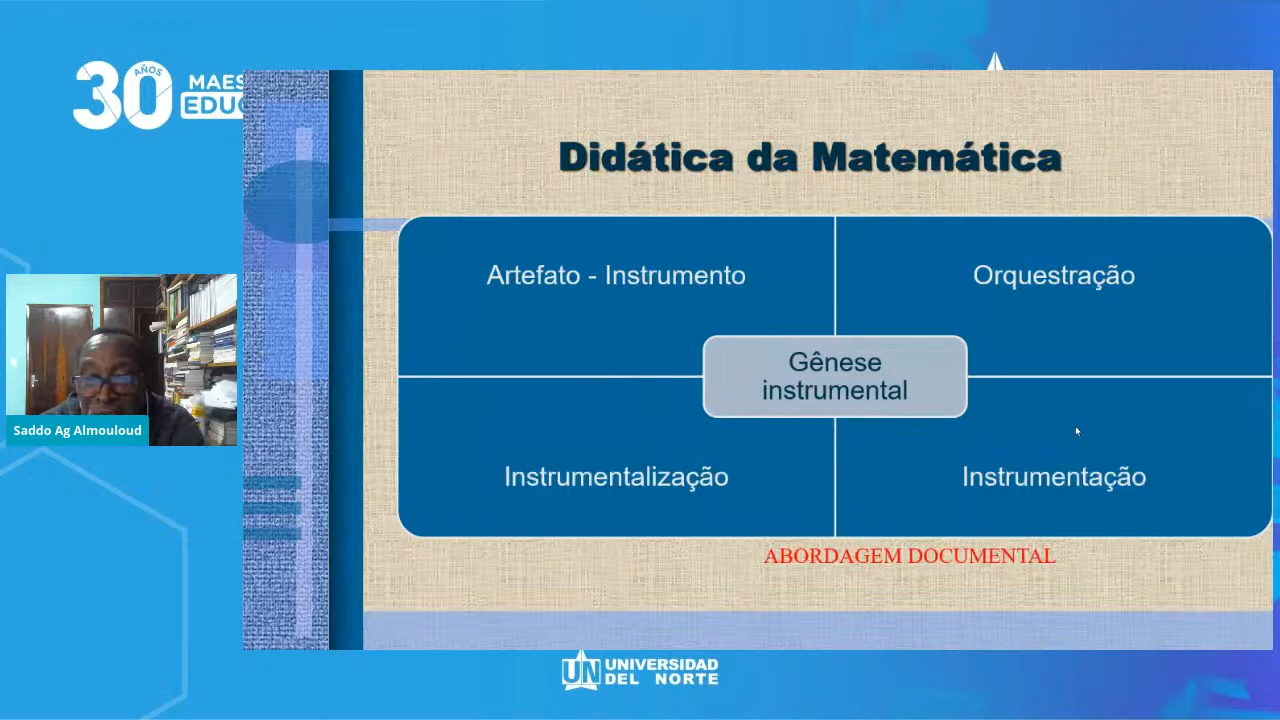 30
AÑOS
MAES
EDUC
Didática da Matemática
Artefato - Instrumento
Orquestração
Gênese
instrumental
Instrumentalização
Instrumentação
ABORDAGEM DOCUMENTAL
Saddo Ag Almouloud
UN
UNIVERSIDAD
DEL NORTE